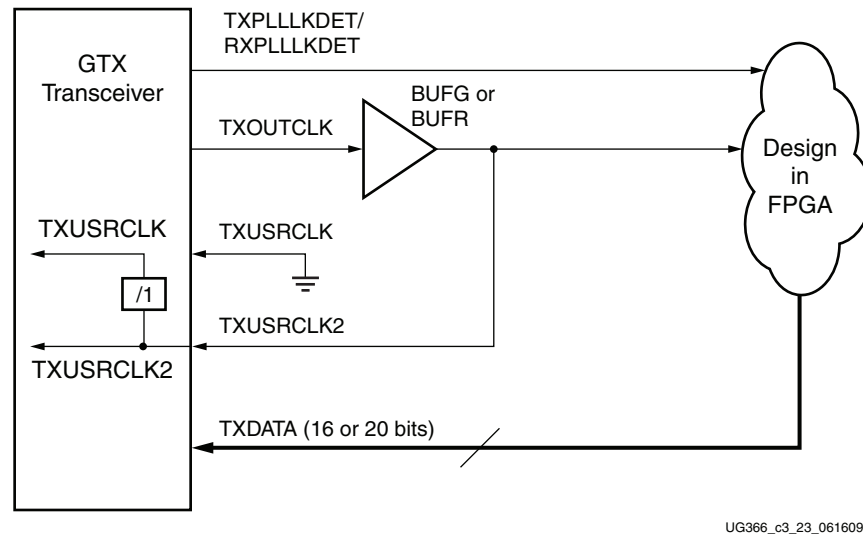 TXPLLLKDET/
RXPLLLKDET
GTX
Transceiver
BUFG or
BUFR
TXOUTCLK
Design
in
FPGA
TXUSRCLK
TXUSRCLK
/1
TXUSRCLK2
TXUSRCLK2
TXDATA (16 or 20 bits)
UG366_c3_23_061609